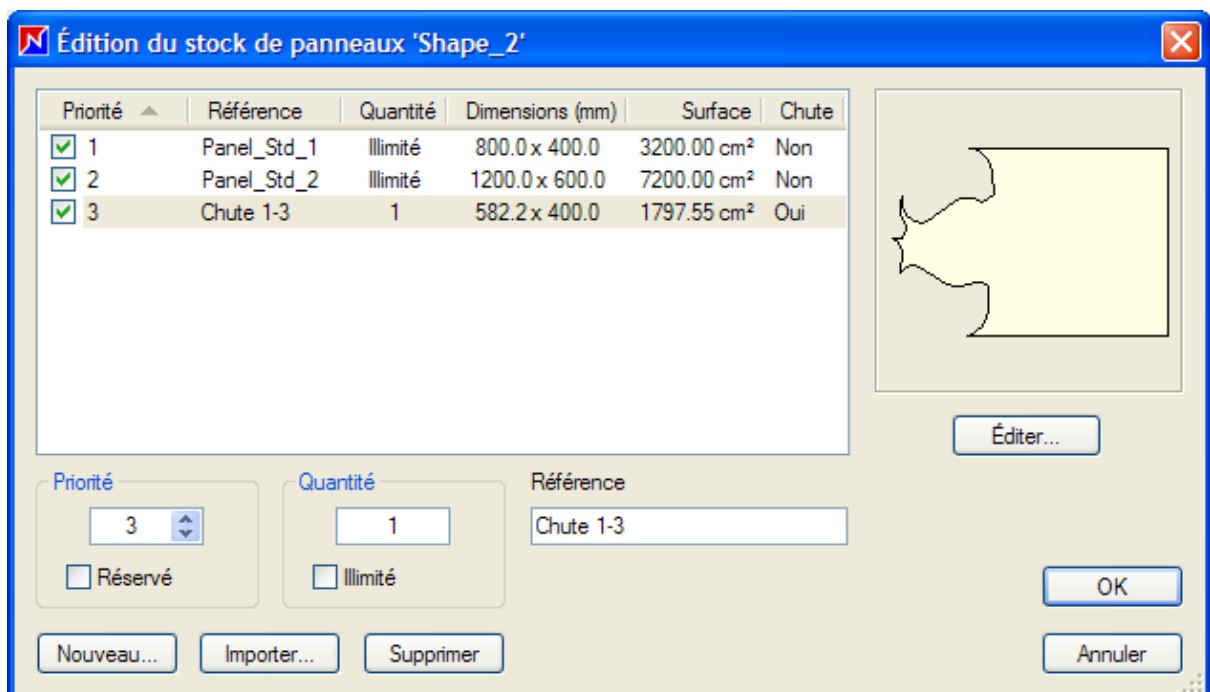 Édition du stock de panneaux 'Shape_2'
Priorité Référence Quantité Dimensions (mm) Surface Chute
1 Panel_Std_1 Illimité 800.0 x 400.0 3200.00 cm² Non
2 Panel_Std_2 Illimité 1200.0 x 600.0 7200.00 cm² Non
3 Chute 1-3 1 582.2 x 400.0 1797.55 cm² Oui
Éditer...
Priorité Quantité Référence
3 1 Chute 1-3
Réservé Illimité
OK
Nouveau... Importer... Supprimer Annuler